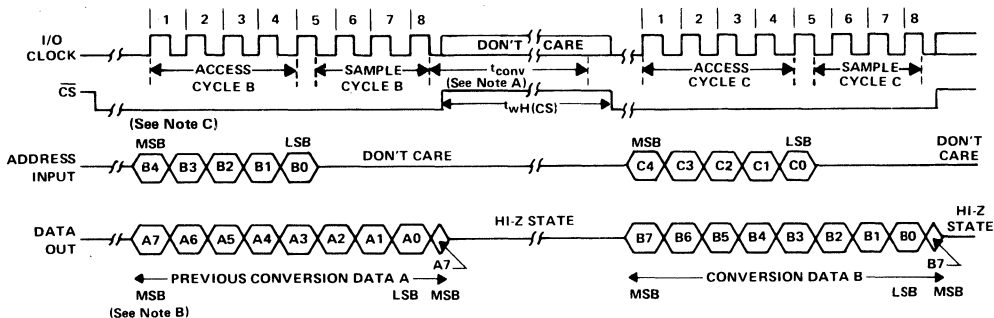 1 2 3 4 5 6 7 8 1 2 3 4 5 6 7 8
I/O CLOCK
DON'T CARE
ACCESS CYCLE B
SAMPLE CYCLE B
tconv
(See Note A)
ACCESS CYCLE C
SAMPLE CYCLE C
CS
twH(CS)
(See Note C)
MSB LSB MSB LSB
ADDRESS INPUT
B4 B3 B2 B1 B0
DON'T CARE
C4 C3 C2 C1 C0
DON'T CARE
DATA OUT
A7 A6 A5 A4 A3 A2 A1 A0
A7
HI-Z STATE
B7 B6 B5 B4 B3 B2 B1 B0
B7
HI-Z STATE
PREVIOUS CONVERSION DATA A
CONVERSION DATA B
MSB LSB MSB MSB LSB MSB
(See Note B)